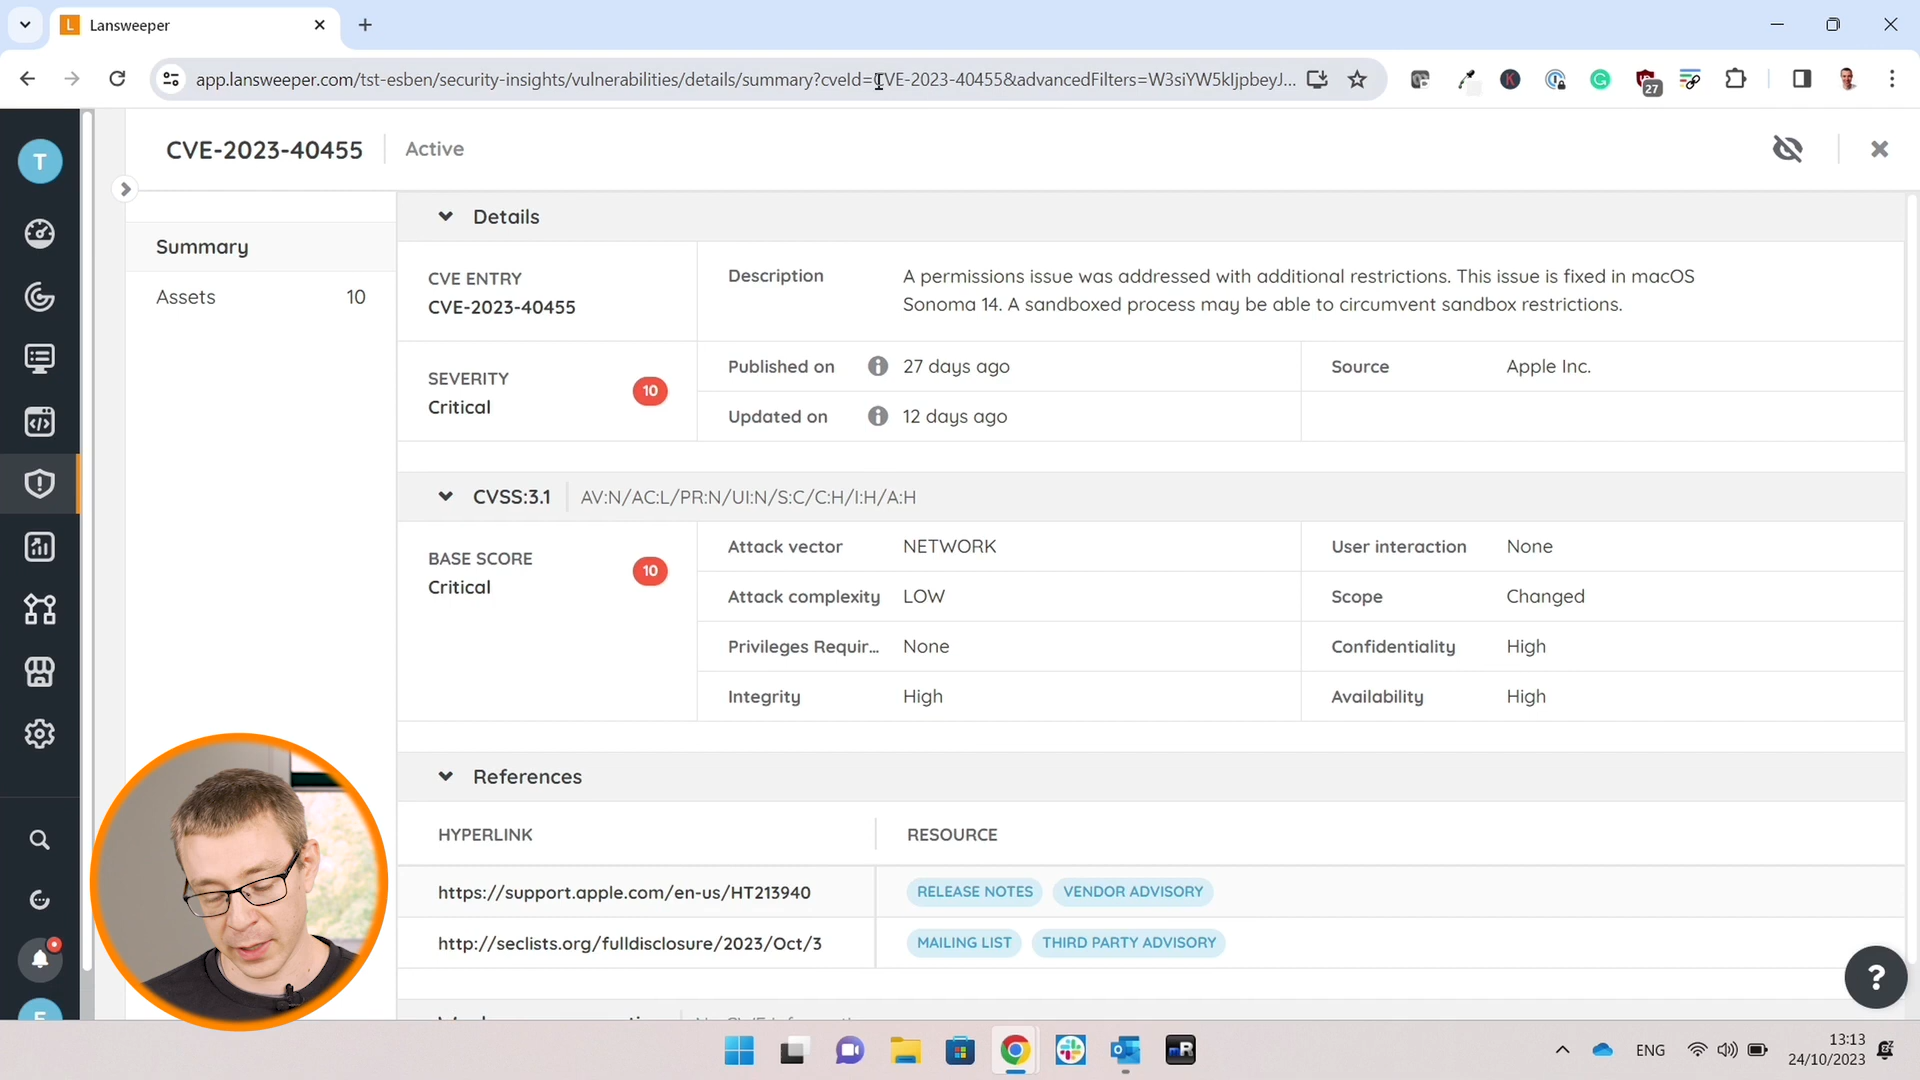 L Lansweeper
app.lansweeper.com/tst-esben/security-insights/vulnerabilities/details/summary?cveId=CVE-2023-40455&advancedFilters=W3siYW5kIjpbeyJ...
27
T
CVE-2023-40455 Active
Summary
Assets 10
Details
CVE ENTRY
CVE-2023-40455
Description
A permissions issue was addressed with additional restrictions. This issue is fixed in macOS
Sonoma 14. A sandboxed process may be able to circumvent sandbox restrictions.
SEVERITY
Critical
10
Published on 27 days ago
Source Apple Inc.
Updated on 12 days ago
CVSS:3.1 AV:N/AC:L/PR:N/UI:N/S:C/C:H/I:H/A:H
BASE SCORE
Critical
10
Attack vector NETWORK
User interaction None
Attack complexity LOW
Scope Changed
Privileges Requir... None
Confidentiality High
Integrity High
Availability High
References
HYPERLINK RESOURCE
https://support.apple.com/en-us/HT213940 RELEASE NOTES VENDOR ADVISORY
http://seclists.org/fulldisclosure/2023/Oct/3 MAILING LIST THIRD PARTY ADVISORY
?
mR
ENG
13:13
24/10/2023